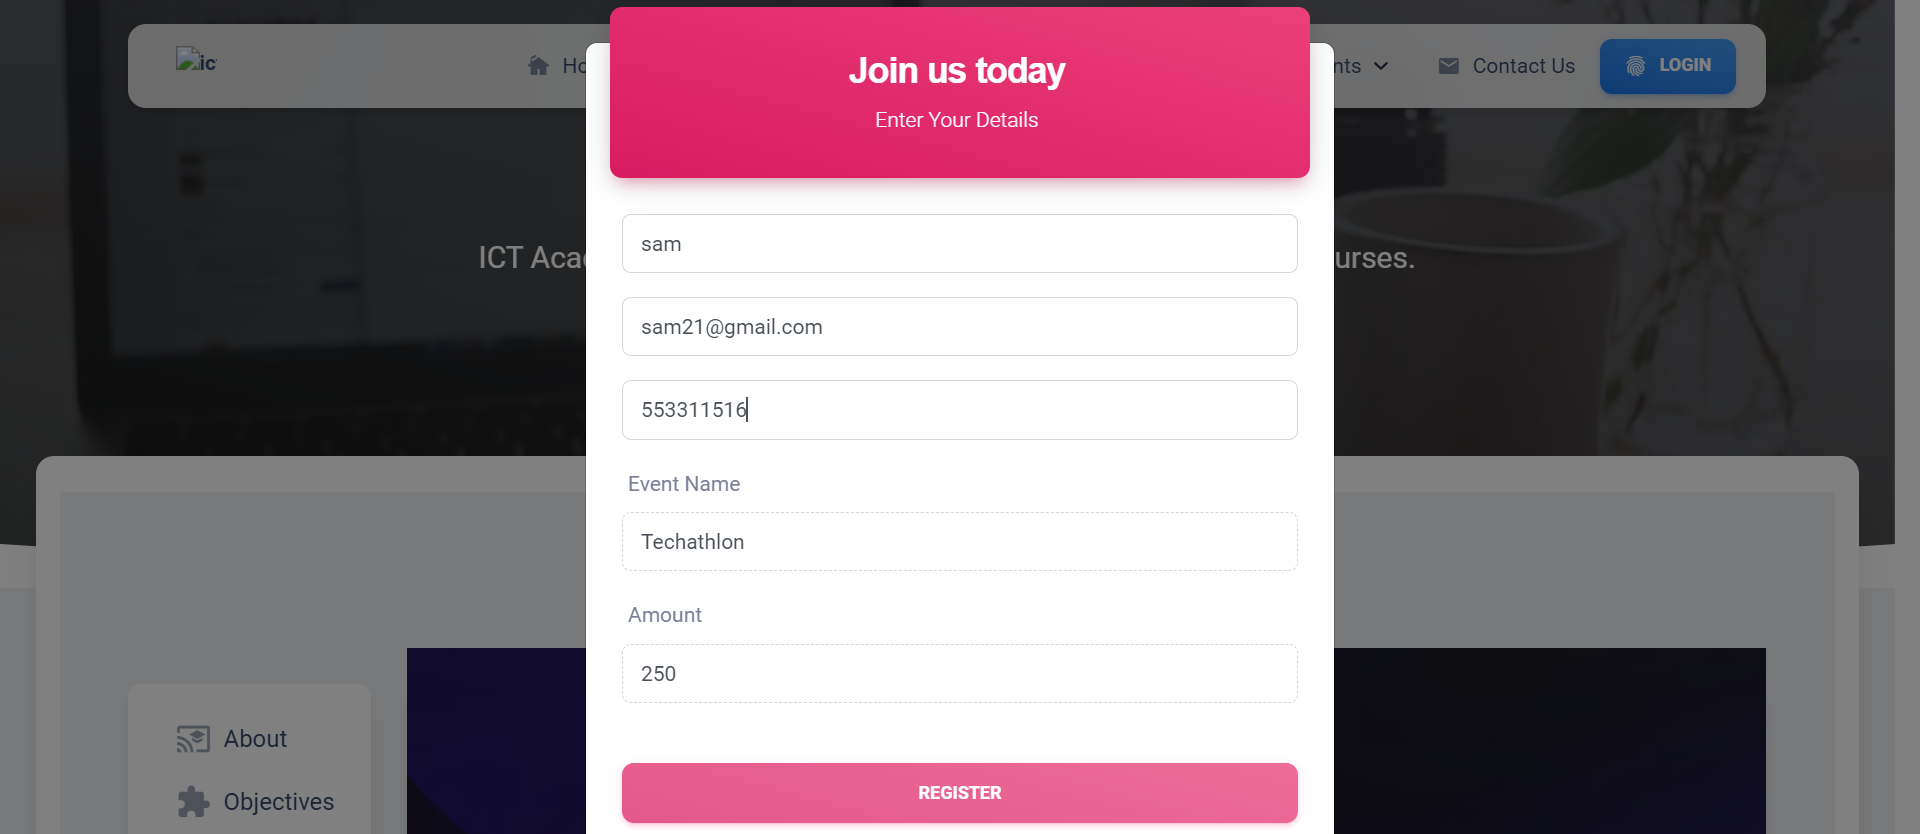 ic
Ho
nts
Contact Us
LOGIN
Join us today
Enter Your Details
ICT Aca
urses.
sam
sam21@gmail.com
553311516
Event Name
Techathlon
Amount
250
About
Objectives
REGISTER